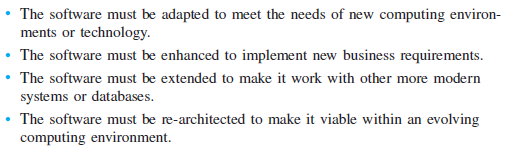 • The software must be adapted to meet the needs of new computing environ-
ments or technology.
• The software must be enhanced to implement new business requirements.
• The software must be extended to make it work with other more modern
systems or databases.
• The software must be re-architected to make it viable within an evolving
computing environment.